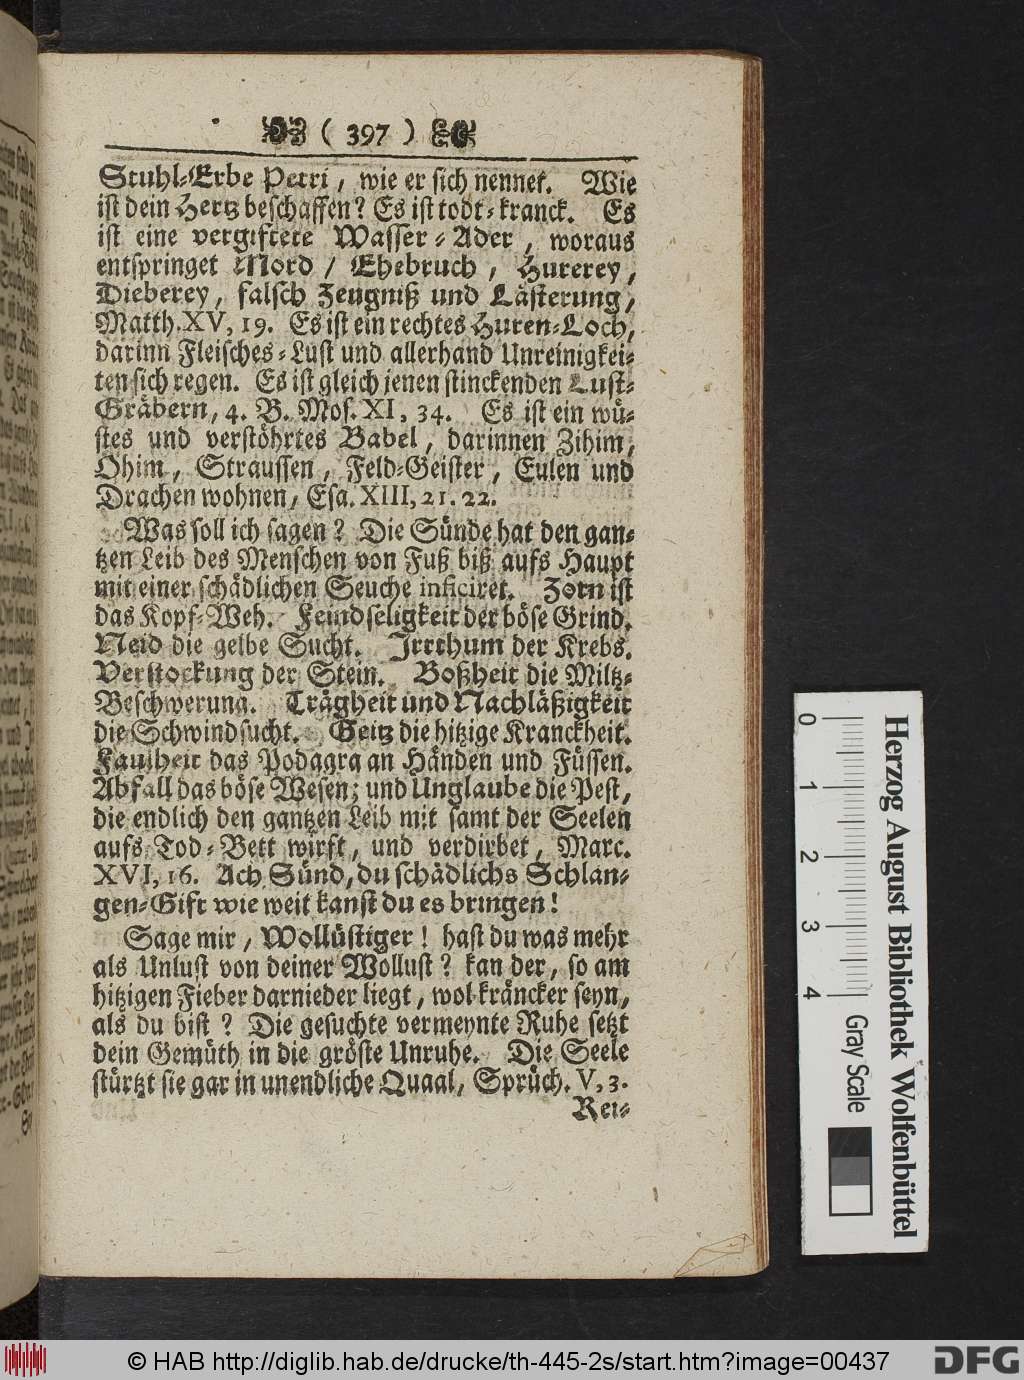 ( 397 )
Stuhl-Erbe Petri, wie er sich nennet. Wie
ist dein Hertz beschaffen? Es ist todt-kranck. Es
ist eine vergiftete Wasser-Ader, woraus
entspringet Mord / Ehebruch, Hurerey,
Dieberey, falsch Zeugniß und Lästerung,
Matth. XV, 19. Es ist ein rechtes Huren-Loch,
darinn Fleisches-Lust und allerhand Unreinigkei-
ten sich regen. Es ist gleich jenen stinckenden Lust-
Gräbern, 4. B. Mos. XI, 34. Es ist ein wü-
stes und verstöhrtes Babel, darinnen Zihim,
Ohim, Straussen, Feld-Geister, Eulen und
Drachen wohnen, Esa. XIII, 21. 22.
Was soll ich sagen? Die Sünde hat den gan-
tzen Leib des Menschen von Fuß biß aufs Haupt
mit einer schädlichen Seuche inficiret. Zorn ist
das Kopf-Weh. Feindseligkeit der böse Grind.
Neid die gelbe Sucht. Irrthum der Krebs.
Verstockung der Stein. Boßheit die Miltz-
Beschwerung. Trägheit und Nachläßigkeit
die Schwindsucht. Geitz die hitzige Kranckheit.
Faulheit das Podagra an Händen und Füssen.
Abfall das böse Wesen; und Unglaube die Pest,
die endlich den gantzen Leib mit samt der Seelen
aufs Tod-Bett wirft, und verdirbet, Marc.
XVI, 16. Ach Sünd, du schädlichs Schlan-
gen-Gift wie weit kanst du es bringen!
Sage mir, Wollüstiger! hast du was mehr
als Unlust von deiner Wollust? kan der, so am
hitzigen Fieber darnieder liegt, wol kräncker seyn,
als du bist? Die gesuchte vermeynte Ruhe setzt
dein Gemüth in die gröste Unruhe. Die Seele
stürtzt sie gar in unendliche Quaal, Sprüch. V, 3.
Rei-
0 1 2 3 4
Gray Scale
Herzog August Bibliothek Wolfenbüttel
© HAB http://diglib.hab.de/drucke/th-445-2s/start.htm?image=00437
DFG